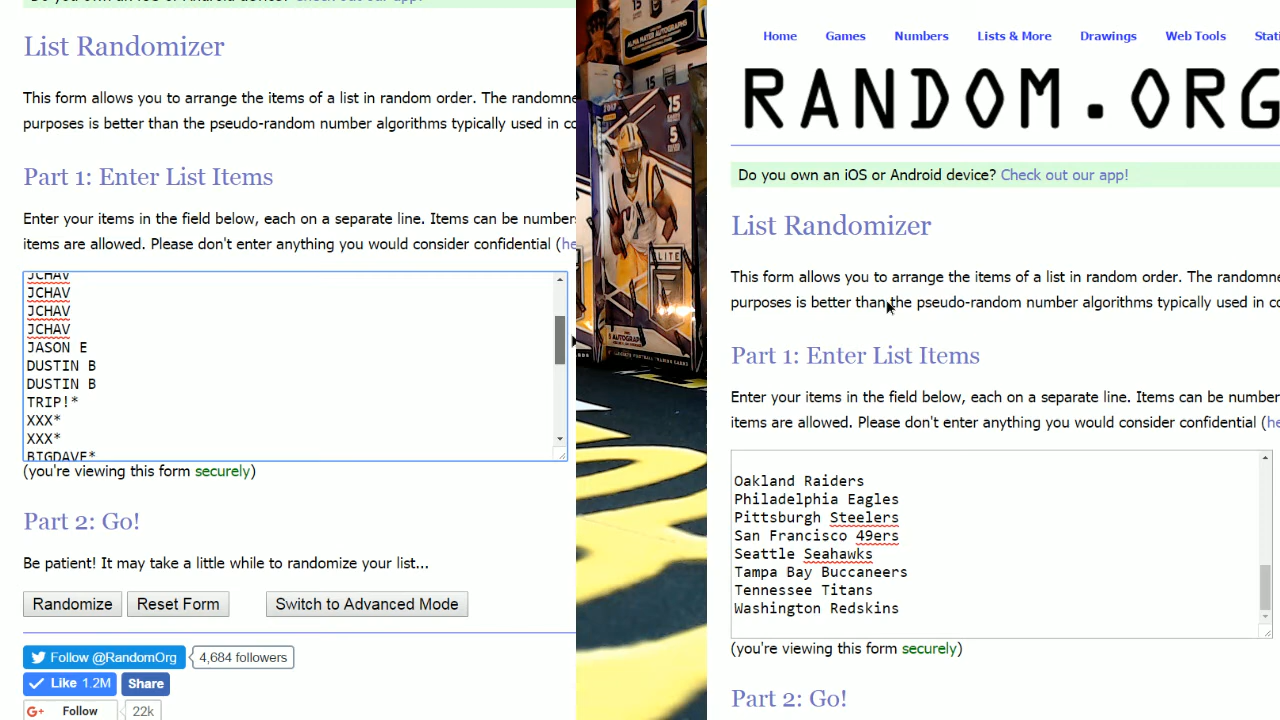 Do you own an iOS or Android device? Check out our app!
List Randomizer
This form allows you to arrange the items of a list in random order. The randomne
purposes is better than the pseudo-random number algorithms typically used in co
Part 1: Enter List Items
Enter your items in the field below, each on a separate line. Items can be number
items are allowed. Please don't enter anything you would consider confidential (he
JCHAV
JCHAV
JCHAV
JCHAV
JASON E
DUSTIN B
DUSTIN B
TRIP!*
XXX*
XXX*
BIGDAVE*
(you're viewing this form securely)
Part 2: Go!
Be patient! It may take a little while to randomize your list...
Randomize Reset Form Switch to Advanced Mode
Follow @RandomOrg 4,684 followers
Like 1.2M Share
G+ Follow 22k
ALMA MATER AUTOGRAPHS
15
15
15
5
ELITE
AUTOGRAPHS
Home Games Numbers Lists & More Drawings Web Tools Stati
RANDOM.ORG
Do you own an iOS or Android device? Check out our app!
List Randomizer
This form allows you to arrange the items of a list in random order. The randomne
purposes is better than the pseudo-random number algorithms typically used in co
Part 1: Enter List Items
Enter your items in the field below, each on a separate line. Items can be number
items are allowed. Please don't enter anything you would consider confidential (he
Oakland Raiders
Philadelphia Eagles
Pittsburgh Steelers
San Francisco 49ers
Seattle Seahawks
Tampa Bay Buccaneers
Tennessee Titans
Washington Redskins
(you're viewing this form securely)
Part 2: Go!